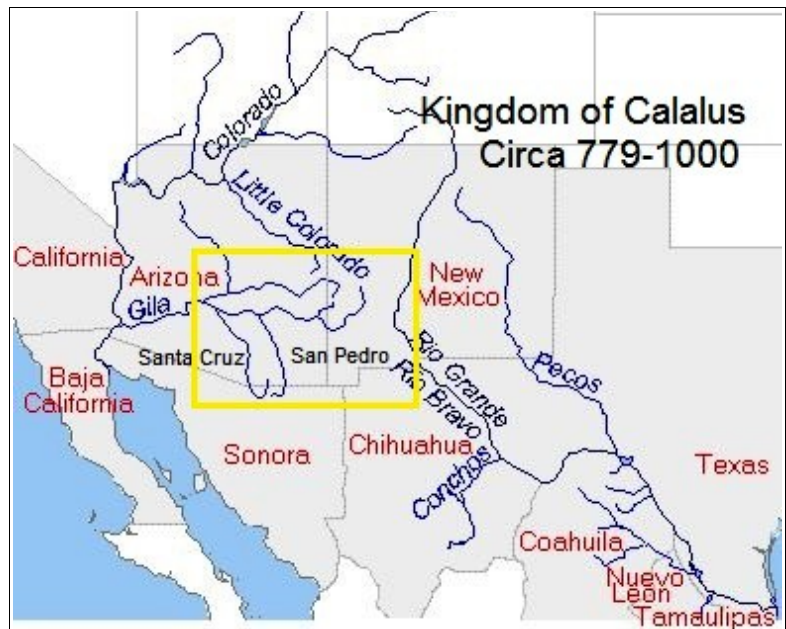 Kingdom of Calalus
Circa 779-1000
Colorado
Little Colorado
California
Arizona
New
Mexico
Gila
Santa Cruz
San Pedro
Rio Grande
Rio Bravo
Pecos
Baja
California
Sonora
Chihuahua
Conchos
Texas
Coahuila
Nuevo
León
Tamaulipas